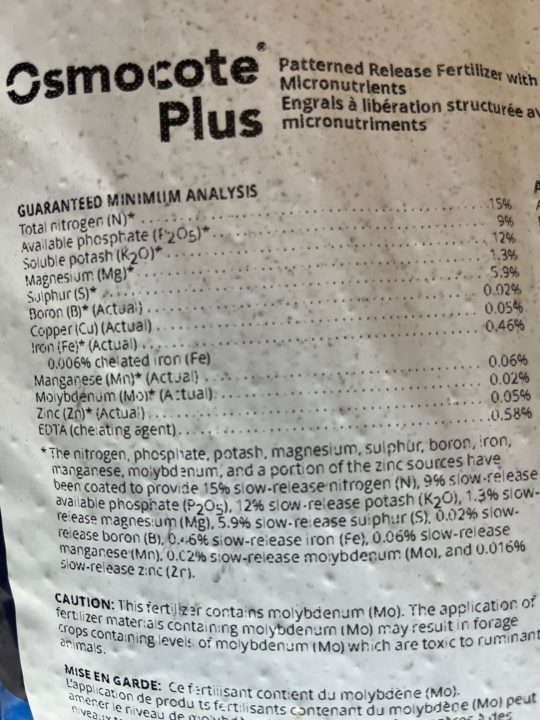 Osmocote®
Plus
Patterned Release Fertilizer with
Micronutrients
Engrais à libération structurée av
micronutriments
GUARANTEED MINIMUM ANALYSIS
Total nitrogen (N)* 15%
Available phosphate (P2O5)* 9%
Soluble potash (K2O)* 12%
Magnesium (Mg)* 1.3%
Sulphur (S)* 5.9%
Boron (B)* (Actual) 0.02%
Copper (Cu) (Actual) 0.05%
Iron (Fe)* (Actual) 0.46%
0.006% chelated iron (Fe)
Manganese (Mn)* (Actual) 0.06%
Molybdenum (Mo)* (Actual) 0.02%
Zinc (Zn)* (Actual) 0.05%
EDTA (chelating agent) 0.58%
* The nitrogen, phosphate, potash, magnesium, sulphur, boron, iron,
manganese, molybdenum, and a portion of the zinc sources have
been coated to provide 15% slow-release nitrogen (N), 9% slow-release
available phosphate (P2O5), 12% slow-release potash (K2O), 1.3% slow-
release magnesium (Mg), 5.9% slow-release sulphur (S), 0.02% slow-
release boron (B), 0.46% slow-release iron (Fe), 0.06% slow-release
manganese (Mn), 0.02% slow-release molybdenum (Mo), and 0.016%
slow-release zinc (Zn).
CAUTION: This fertilizer contains molybdenum (Mo). The application of
fertilizer materials containing molybdenum (Mo) may result in forage
crops containing levels of molybdenum (Mo) which are toxic to ruminant
animals.
MISE EN GARDE: Ce fertilisant contient du molybdène (Mo).
L'application de produits fertilisants contenant du molybdène (Mo) peut
amener le niveau de
niveaux